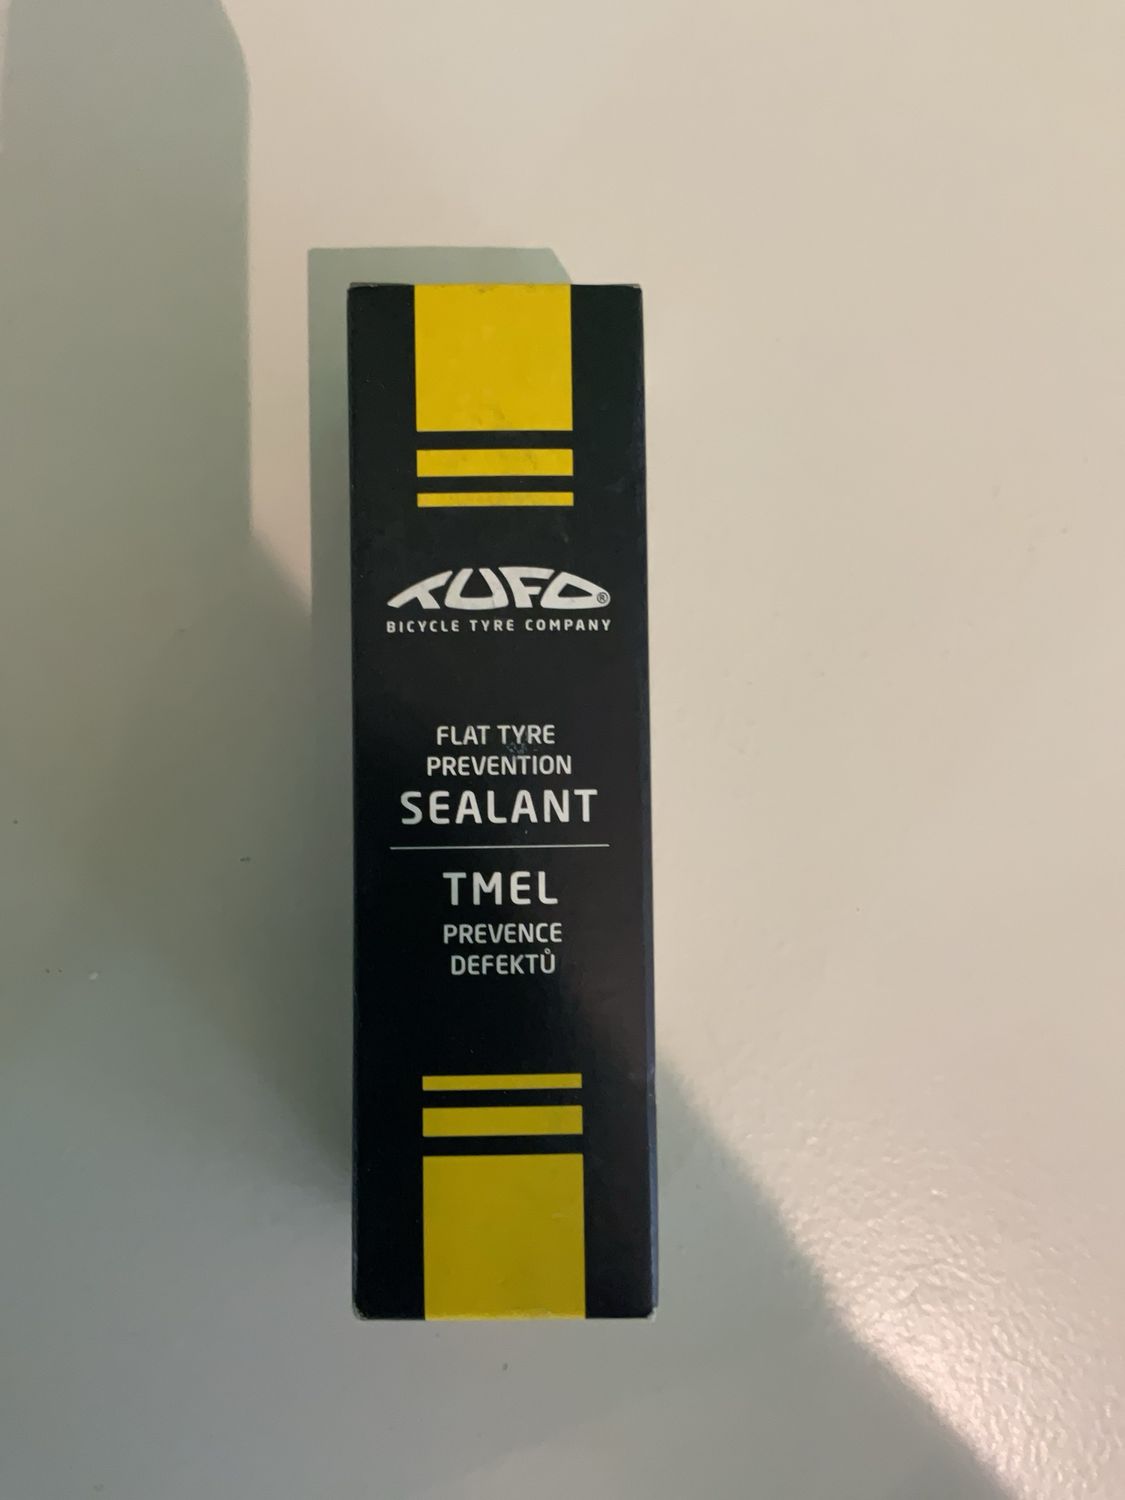 TUFO®
BICYCLE TYRE COMPANY
FLAT TYRE
PREVENTION
SEALANT
TMEL
PREVENCE
DEFEKTŮ